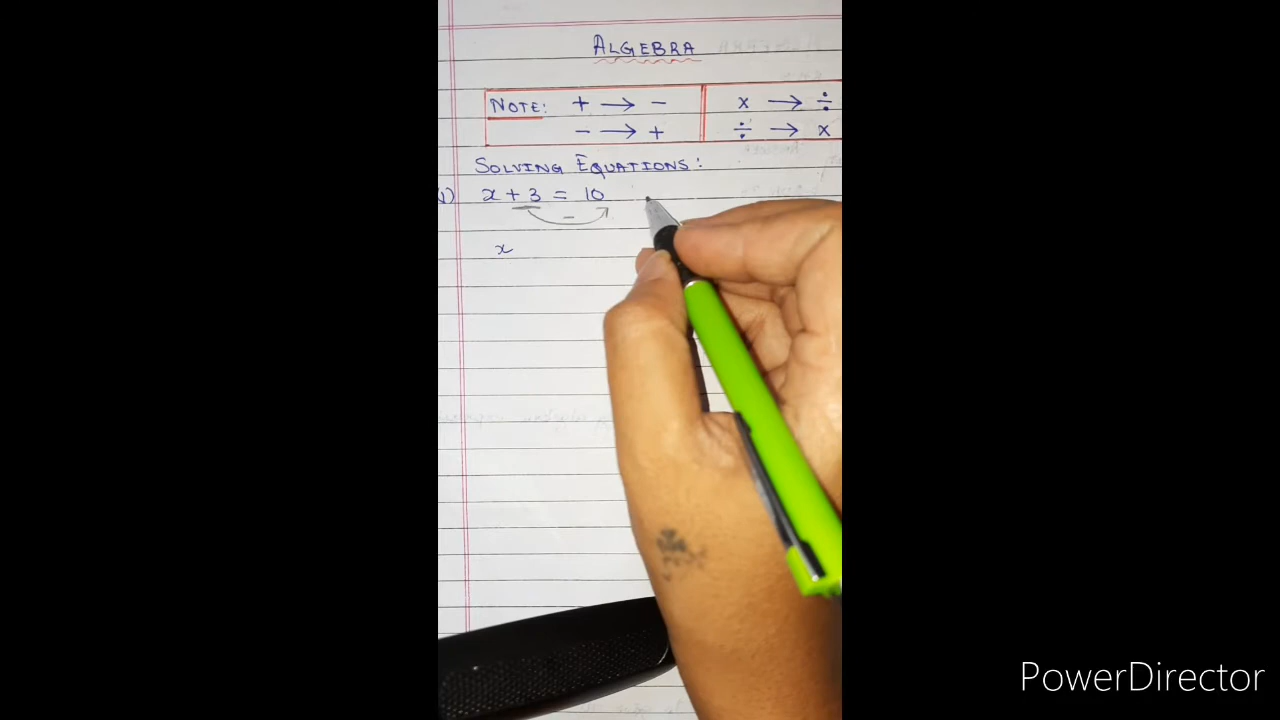 ALGEBRA
NOTE: + → - x → ÷
- → + ÷ → x
SOLVING EQUATIONS:
1) x + 3 = 10
-
x
PowerDirector